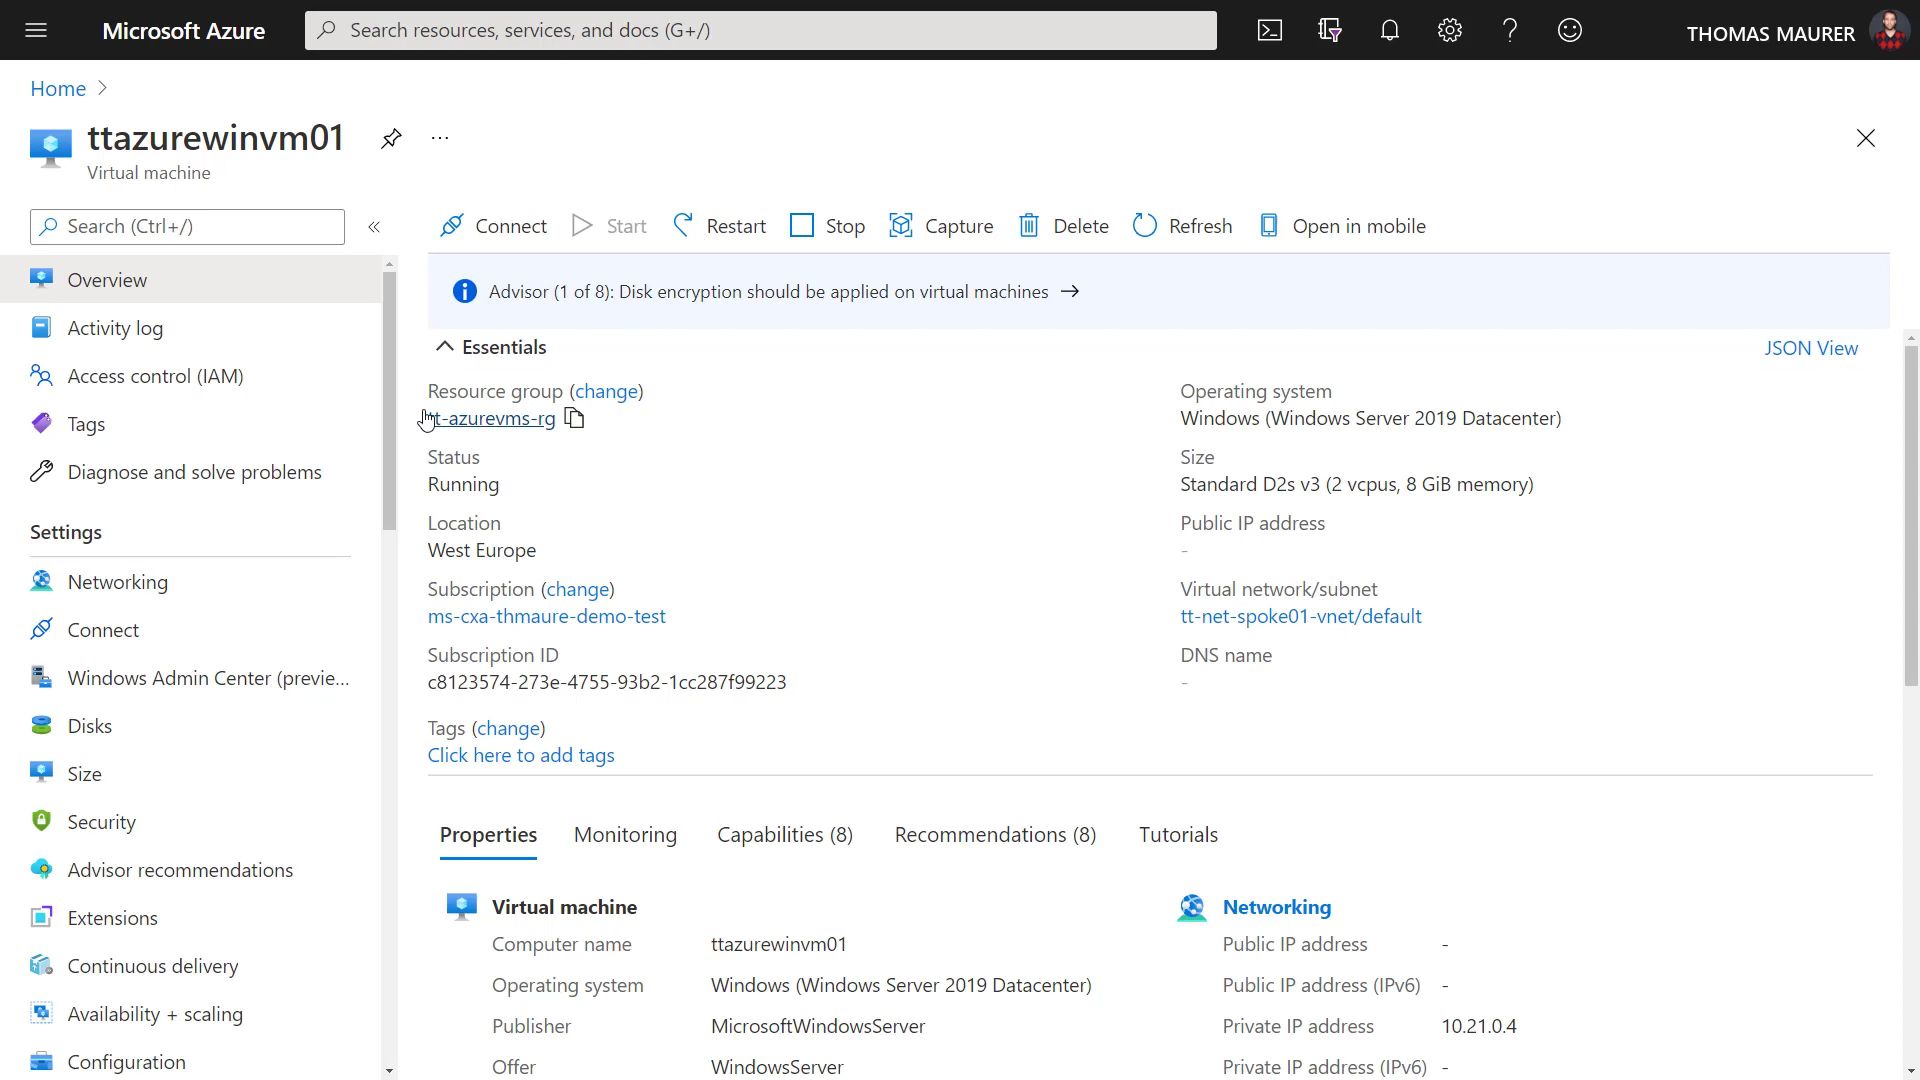 Microsoft Azure
Search resources, services, and docs (G+/)
THOMAS MAURER
Home
ttazurewinvm01
Virtual machine
Search (Ctrl+/)
Overview
Activity log
Access control (IAM)
Tags
Diagnose and solve problems
Settings
Networking
Connect
Windows Admin Center (previe...
Disks
Size
Security
Advisor recommendations
Extensions
Continuous delivery
Availability + scaling
Configuration
Connect Start Restart Stop Capture Delete Refresh Open in mobile
Advisor (1 of 8): Disk encryption should be applied on virtual machines →
Essentials
JSON View
Resource group (change)
tt-azurevms-rg
Status
Running
Location
West Europe
Subscription (change)
ms-cxa-thmaure-demo-test
Subscription ID
c8123574-273e-4755-93b2-1cc287f99223
Tags (change)
Click here to add tags
Operating system
Windows (Windows Server 2019 Datacenter)
Size
Standard D2s v3 (2 vcpus, 8 GiB memory)
Public IP address
-
Virtual network/subnet
tt-net-spoke01-vnet/default
DNS name
-
Properties Monitoring Capabilities (8) Recommendations (8) Tutorials
Virtual machine
Computer name ttazurewinvm01
Operating system Windows (Windows Server 2019 Datacenter)
Publisher MicrosoftWindowsServer
Offer WindowsServer
Networking
Public IP address -
Public IP address (IPv6) -
Private IP address 10.21.0.4
Private IP address (IPv6) -